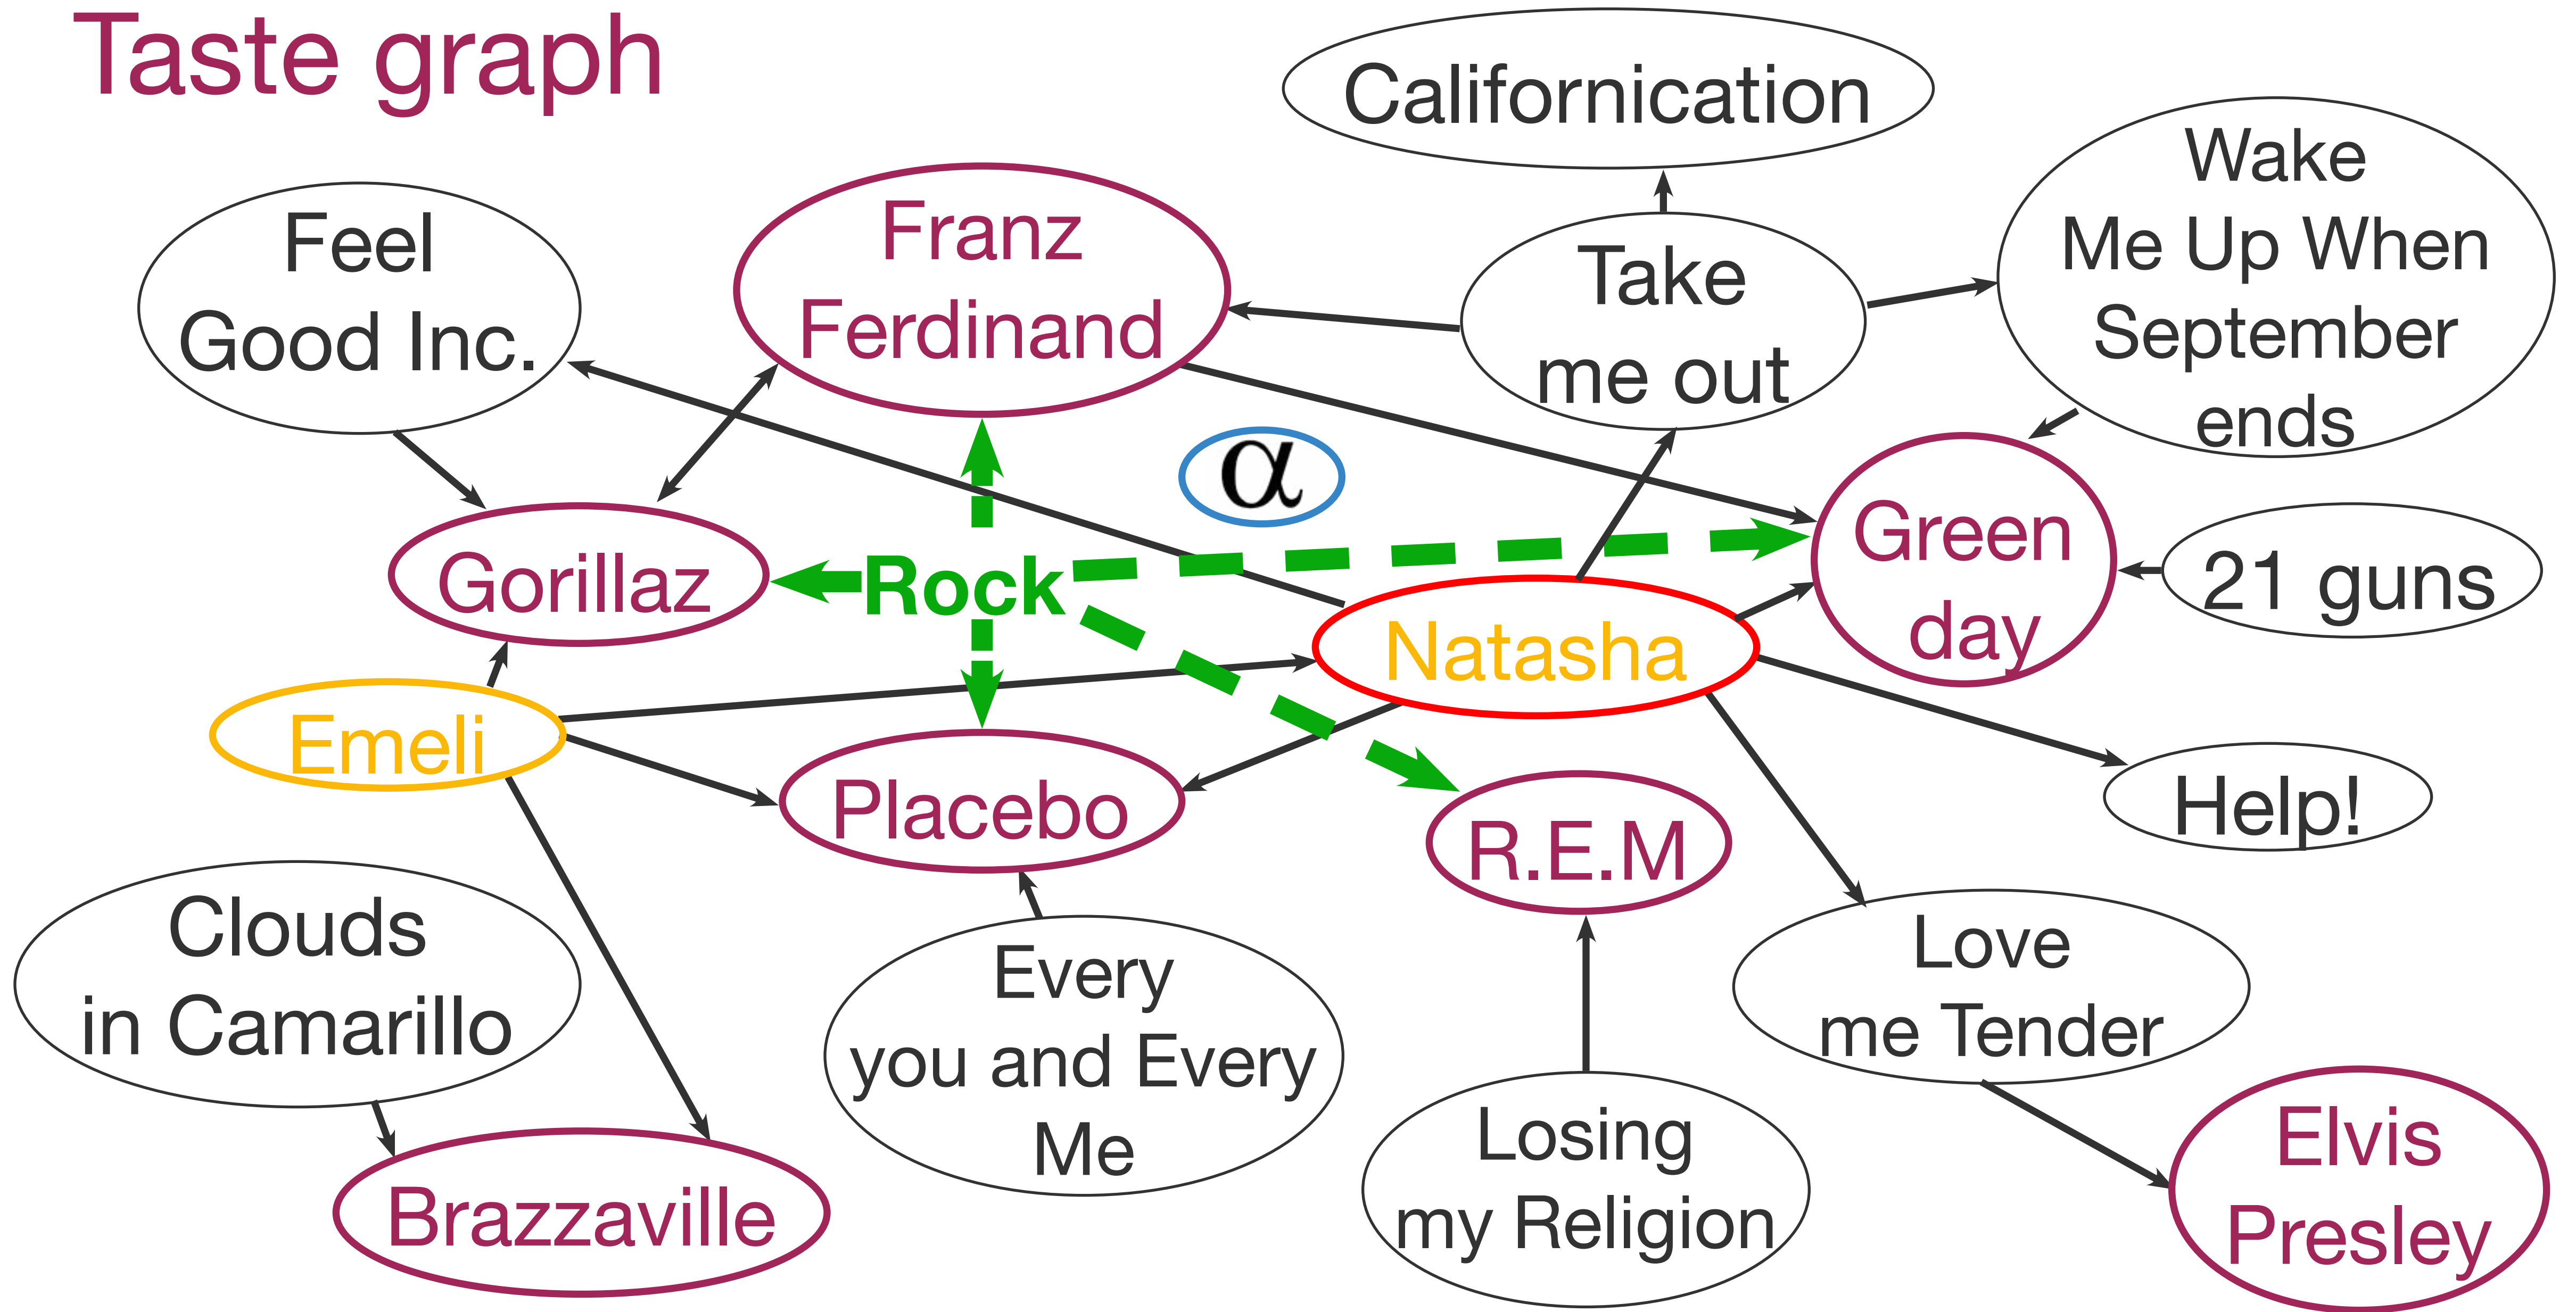 Taste graph
Californication
Wake
Me Up When
September
ends
Feel
Good Inc.
Franz
Ferdinand
Take
me out
α
Green
day
21 guns
Gorillaz
Rock
Natasha
Emeli
Placebo
R.E.M
Help!
Clouds
in Camarillo
Every
you and Every
Me
Love
me Tender
Losing
my Religion
Elvis
Presley
Brazzaville